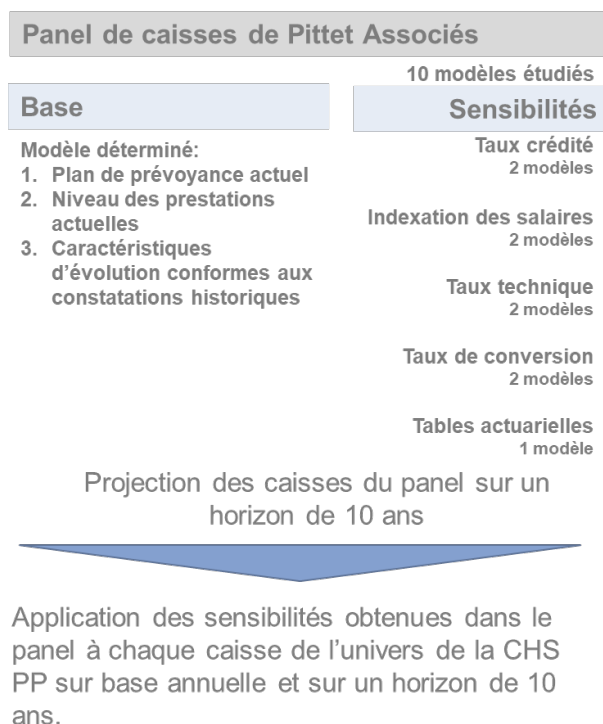 Panel de caisses de Pittet Associés
10 modèles étudiés
Base
Modèle déterminé:
1. Plan de prévoyance actuel
2. Niveau des prestations
actuelles
3. Caractéristiques
d’évolution conformes aux
constatations historiques
Sensibilités
Taux crédité
2 modèles
Indexation des salaires
2 modèles
Taux technique
2 modèles
Taux de conversion
2 modèles
Tables actuarielles
1 modèle
Projection des caisses du panel sur un
horizon de 10 ans
Application des sensibilités obtenues dans le
panel à chaque caisse de l’univers de la CHS
PP sur base annuelle et sur un horizon de 10
ans.